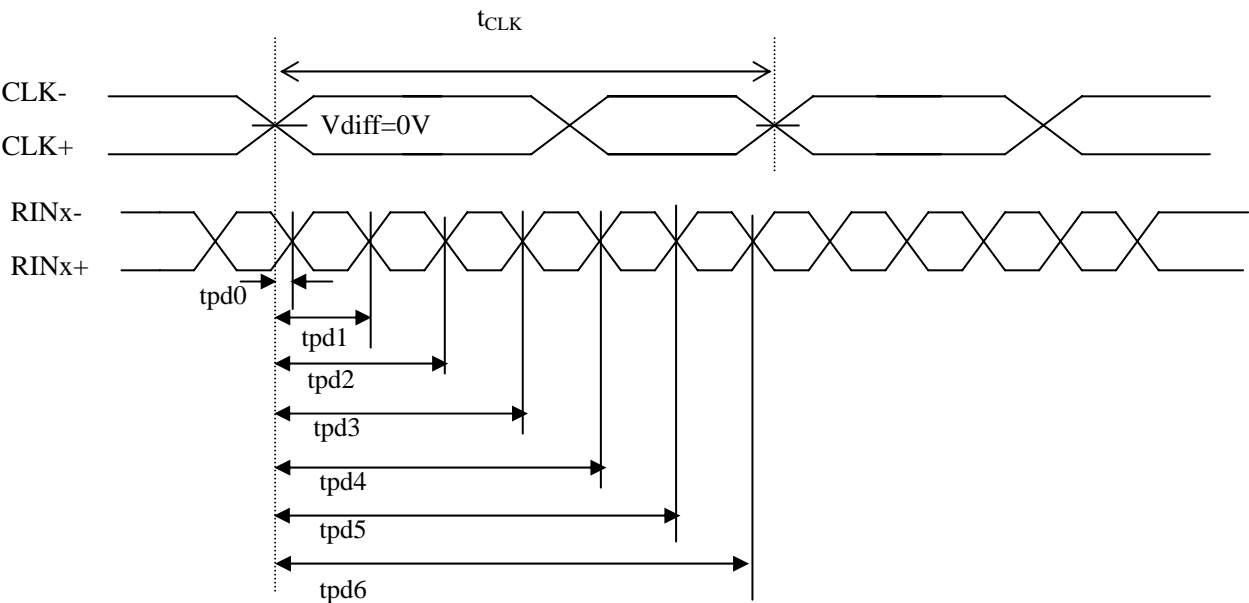 tCLK
CLK-
Vdiff=0V
CLK+
RINx-
RINx+
tpd0
tpd1
tpd2
tpd3
tpd4
tpd5
tpd6